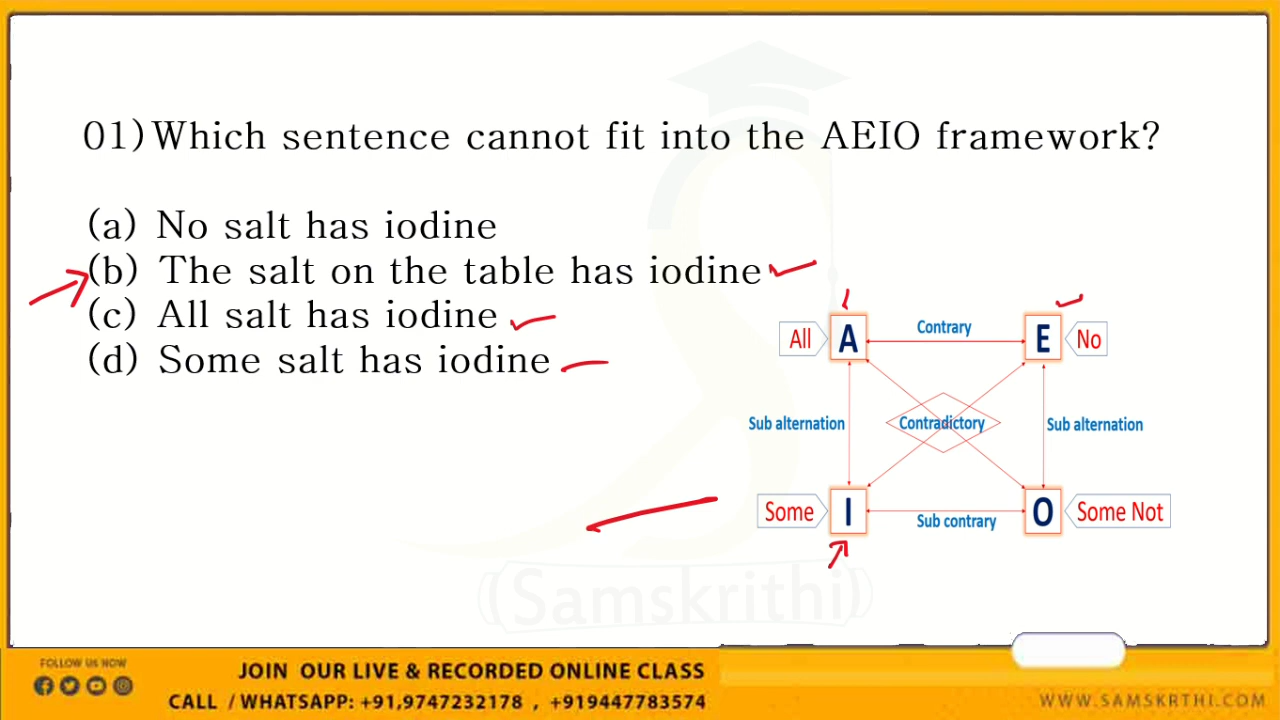 01) Which sentence cannot fit into the AEIO framework?
(a) No salt has iodine
(b) The salt on the table has iodine
(c) All salt has iodine
(d) Some salt has iodine
All A Contrary E No
Sub alternation Contradictory Sub alternation
Some I Sub contrary O Some Not
(Samskrithi)
FOLLOW US NOW
JOIN OUR LIVE & RECORDED ONLINE CLASS
CALL / WHATSAPP: +91,9747232178 , +919447783574
WWW.SAMSKRTHI.COM